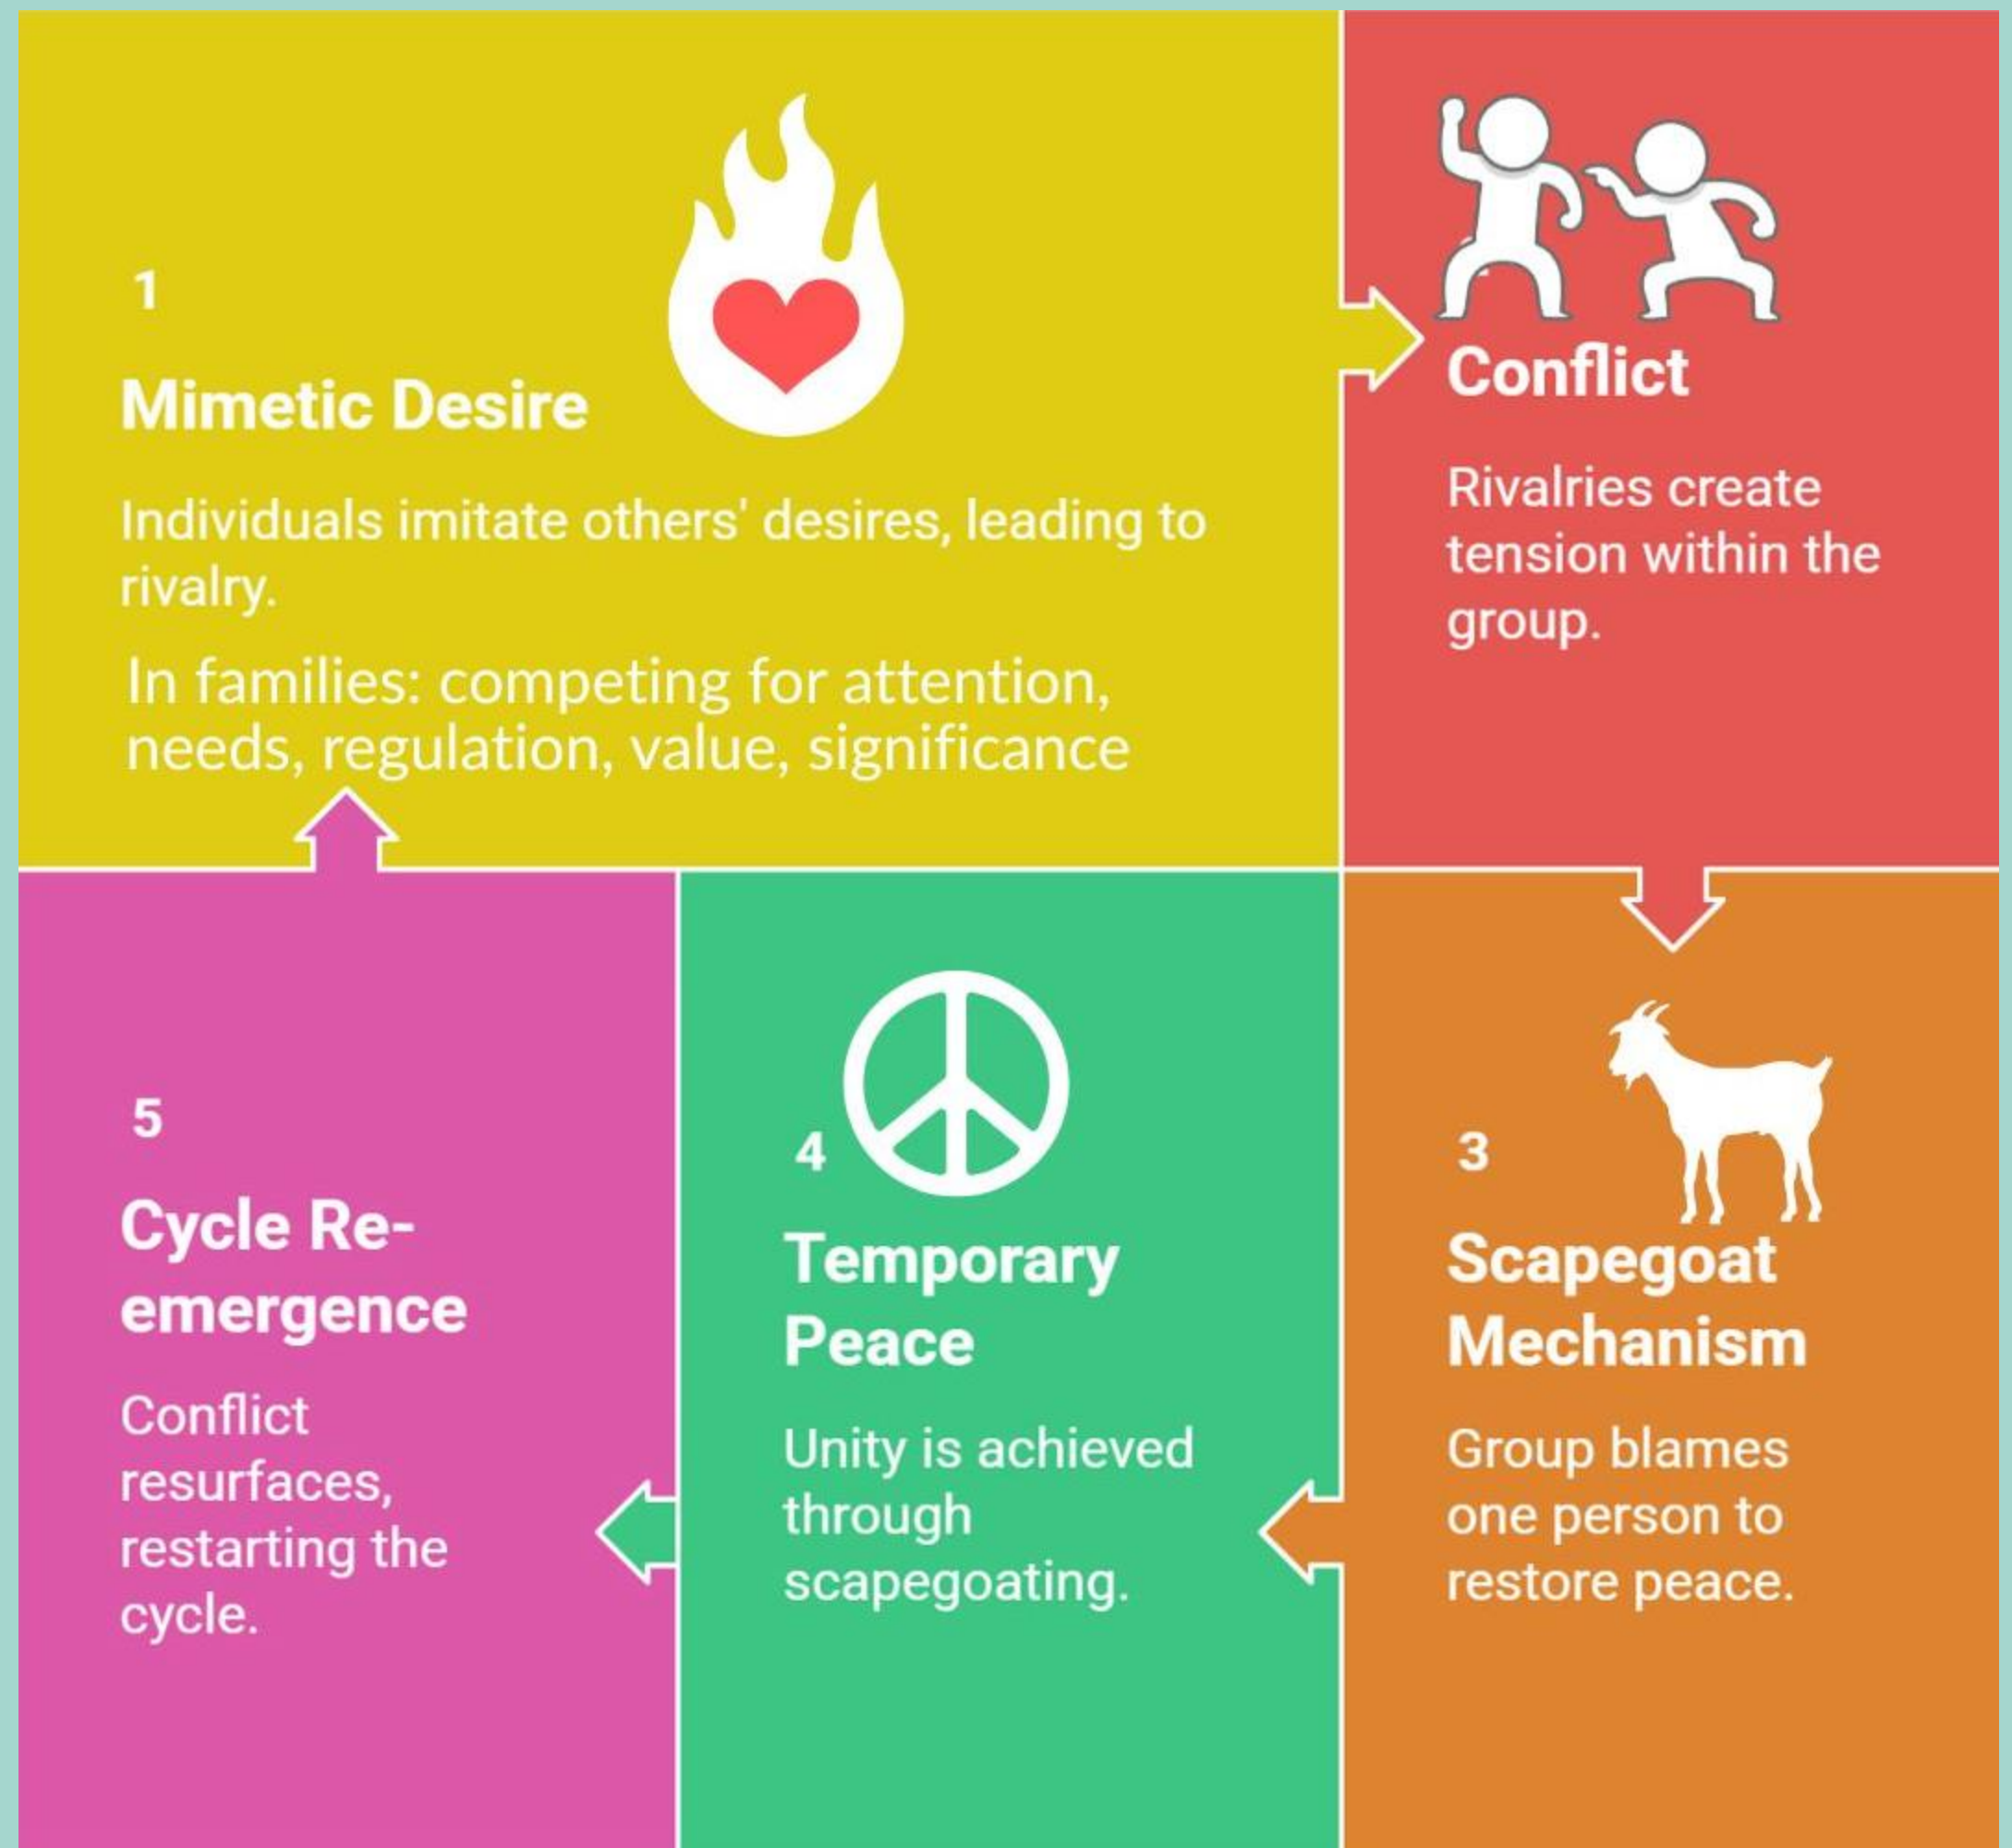 1
Mimetic Desire
Individuals imitate others' desires, leading to
rivalry.
In families: competing for attention,
needs, regulation, value, significance
Conflict
Rivalries create
tension within the
group.
3
Scapegoat
Mechanism
Group blames
one person to
restore peace.
4
Temporary
Peace
Unity is achieved
through
scapegoating.
5
Cycle Re-
emergence
Conflict
resurfaces,
restarting the
cycle.